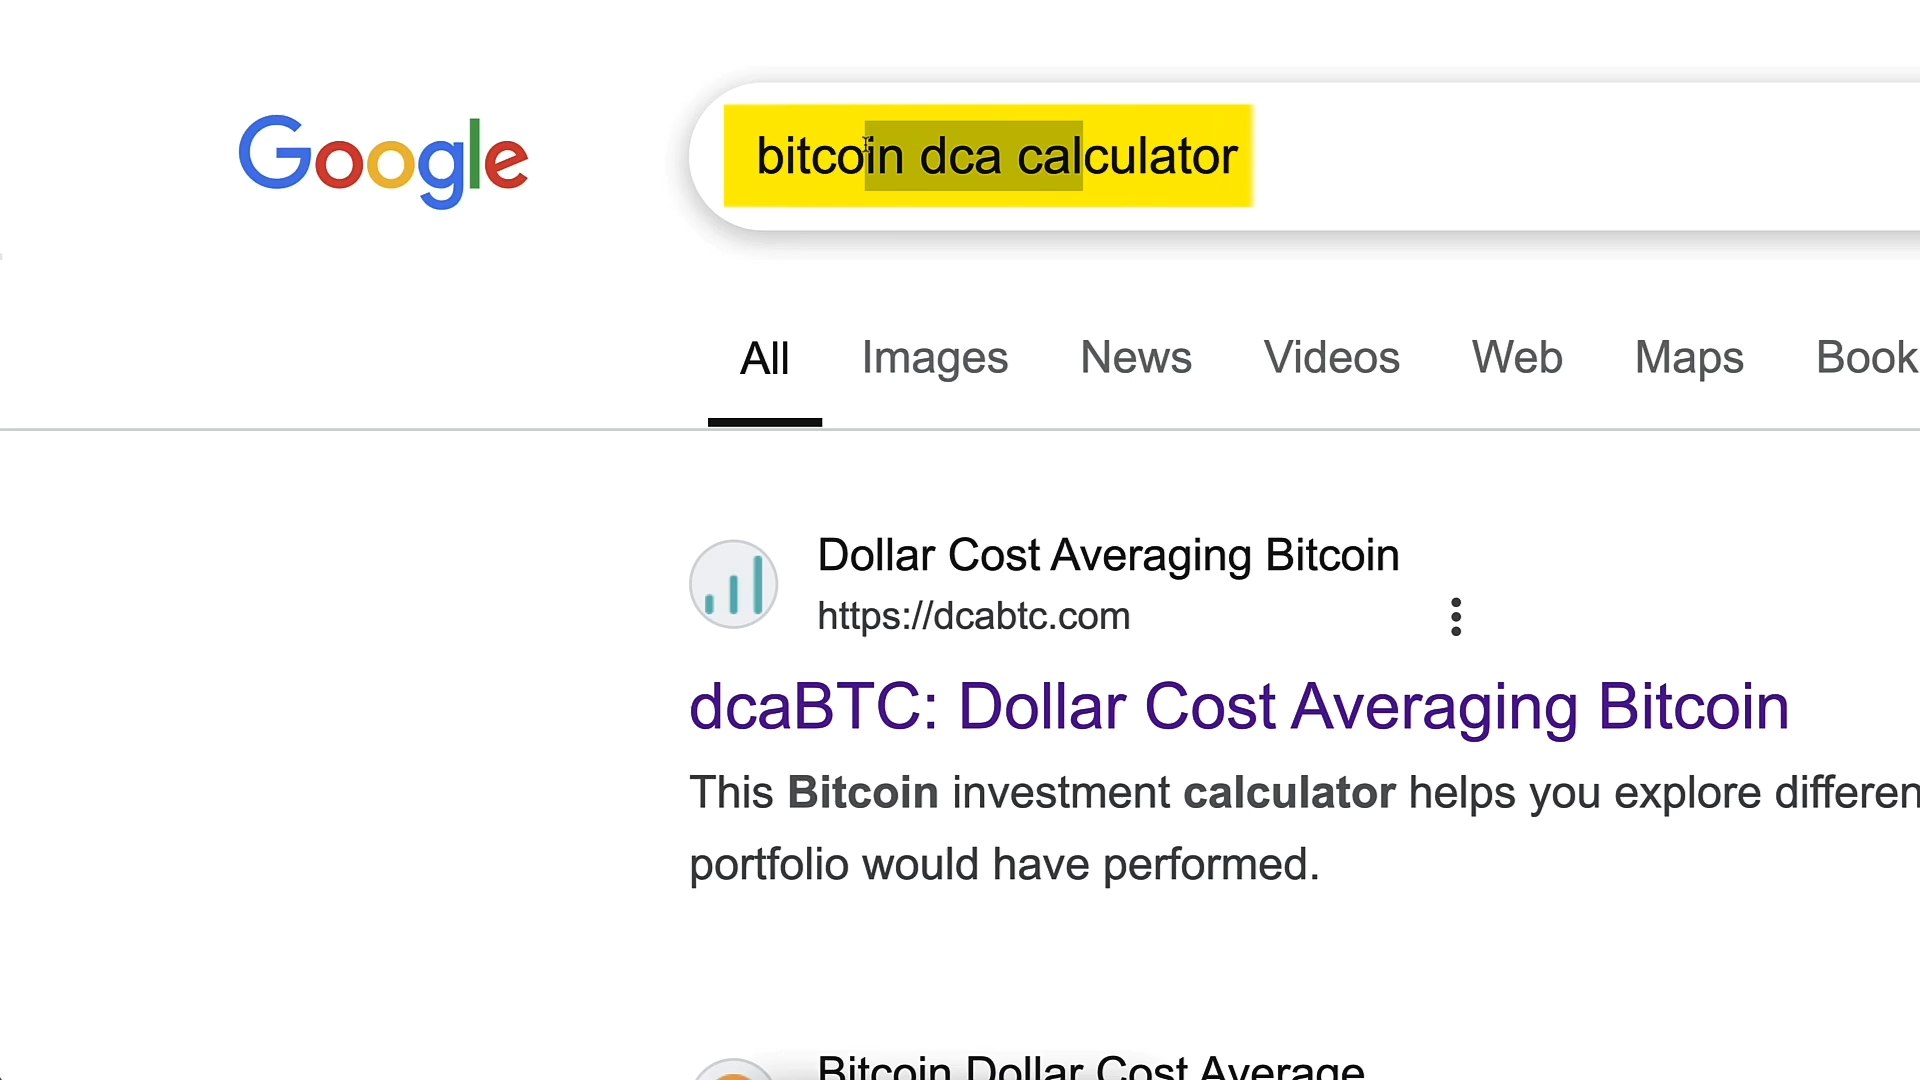 Google
bitcoin dca calculator
All Images News Videos Web Maps Book
Dollar Cost Averaging Bitcoin
https://dcabtc.com
dcaBTC: Dollar Cost Averaging Bitcoin
This Bitcoin investment calculator helps you explore differen
portfolio would have performed.
Bitcoin Dollar Cost Average